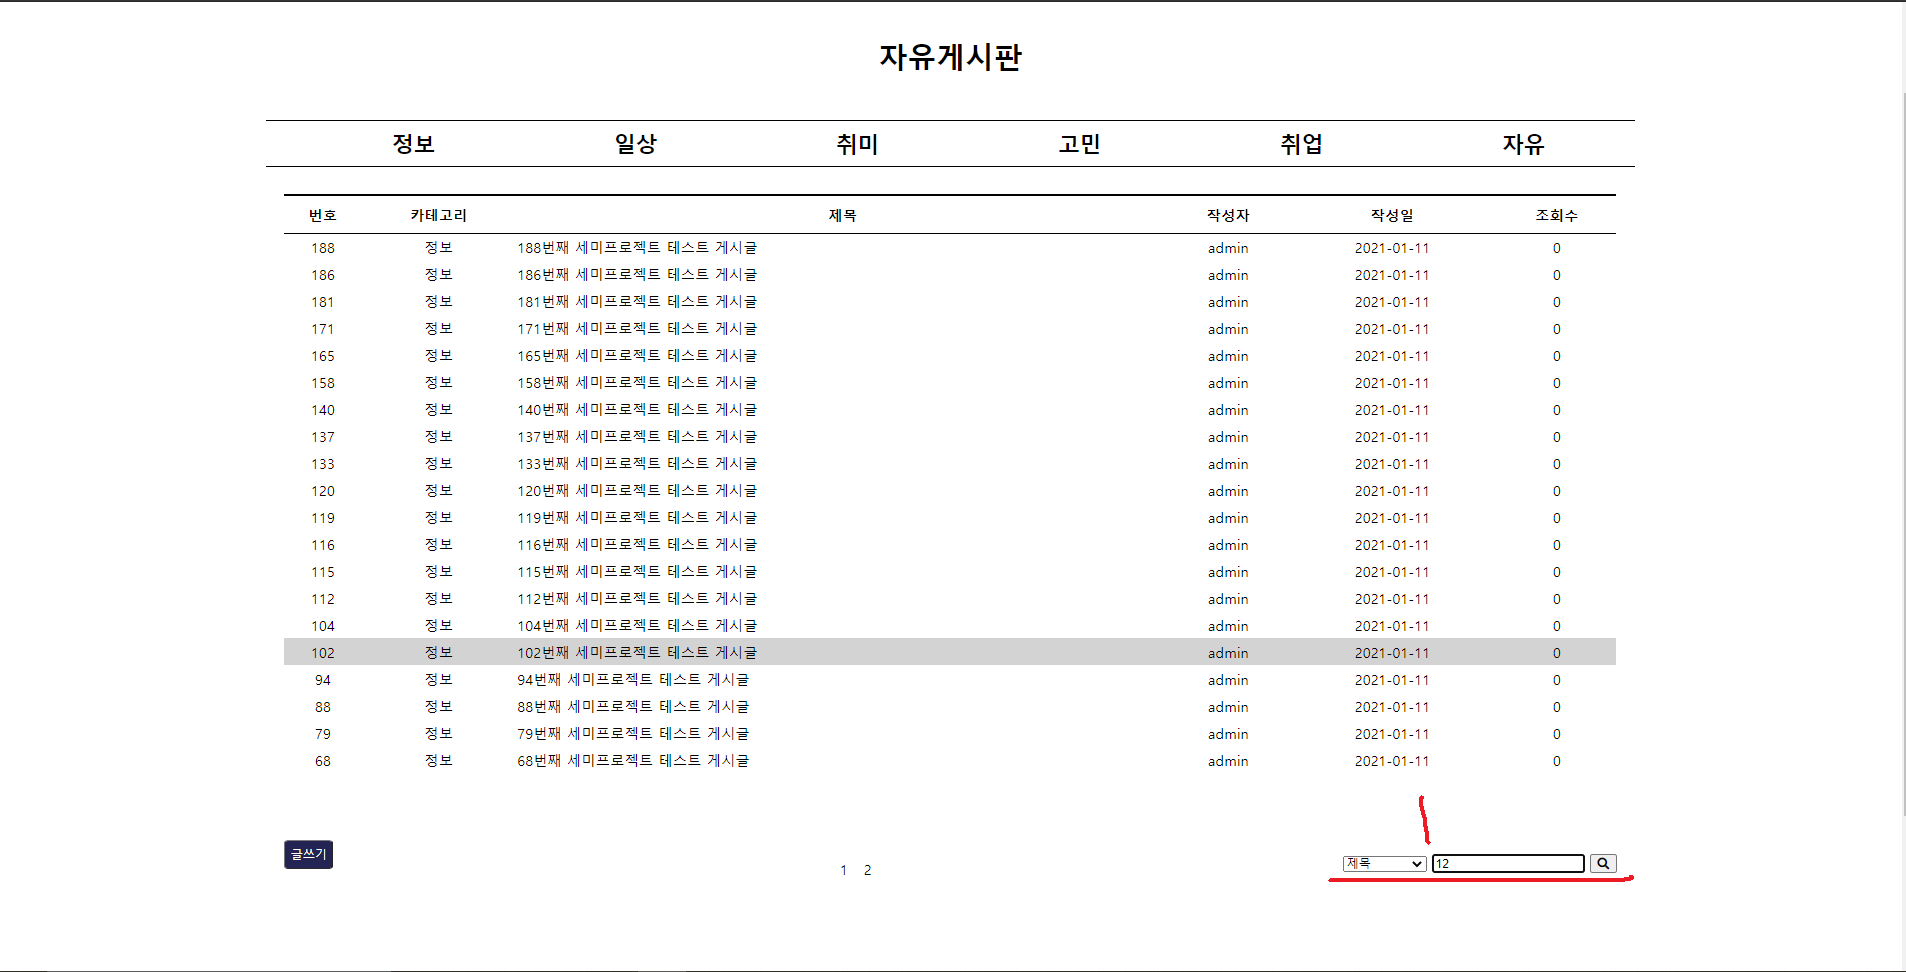 자유게시판
정보 일상 취미 고민 취업 자유
번호 카테고리 제목 작성자 작성일 조회수
188 정보 188번째 세미프로젝트 테스트 게시글 admin 2021-01-11 0
186 정보 186번째 세미프로젝트 테스트 게시글 admin 2021-01-11 0
181 정보 181번째 세미프로젝트 테스트 게시글 admin 2021-01-11 0
171 정보 171번째 세미프로젝트 테스트 게시글 admin 2021-01-11 0
165 정보 165번째 세미프로젝트 테스트 게시글 admin 2021-01-11 0
158 정보 158번째 세미프로젝트 테스트 게시글 admin 2021-01-11 0
140 정보 140번째 세미프로젝트 테스트 게시글 admin 2021-01-11 0
137 정보 137번째 세미프로젝트 테스트 게시글 admin 2021-01-11 0
133 정보 133번째 세미프로젝트 테스트 게시글 admin 2021-01-11 0
120 정보 120번째 세미프로젝트 테스트 게시글 admin 2021-01-11 0
119 정보 119번째 세미프로젝트 테스트 게시글 admin 2021-01-11 0
116 정보 116번째 세미프로젝트 테스트 게시글 admin 2021-01-11 0
115 정보 115번째 세미프로젝트 테스트 게시글 admin 2021-01-11 0
112 정보 112번째 세미프로젝트 테스트 게시글 admin 2021-01-11 0
104 정보 104번째 세미프로젝트 테스트 게시글 admin 2021-01-11 0
102 정보 102번째 세미프로젝트 테스트 게시글 admin 2021-01-11 0
94 정보 94번째 세미프로젝트 테스트 게시글 admin 2021-01-11 0
88 정보 88번째 세미프로젝트 테스트 게시글 admin 2021-01-11 0
79 정보 79번째 세미프로젝트 테스트 게시글 admin 2021-01-11 0
68 정보 68번째 세미프로젝트 테스트 게시글 admin 2021-01-11 0
글쓰기
1 2
제목 12